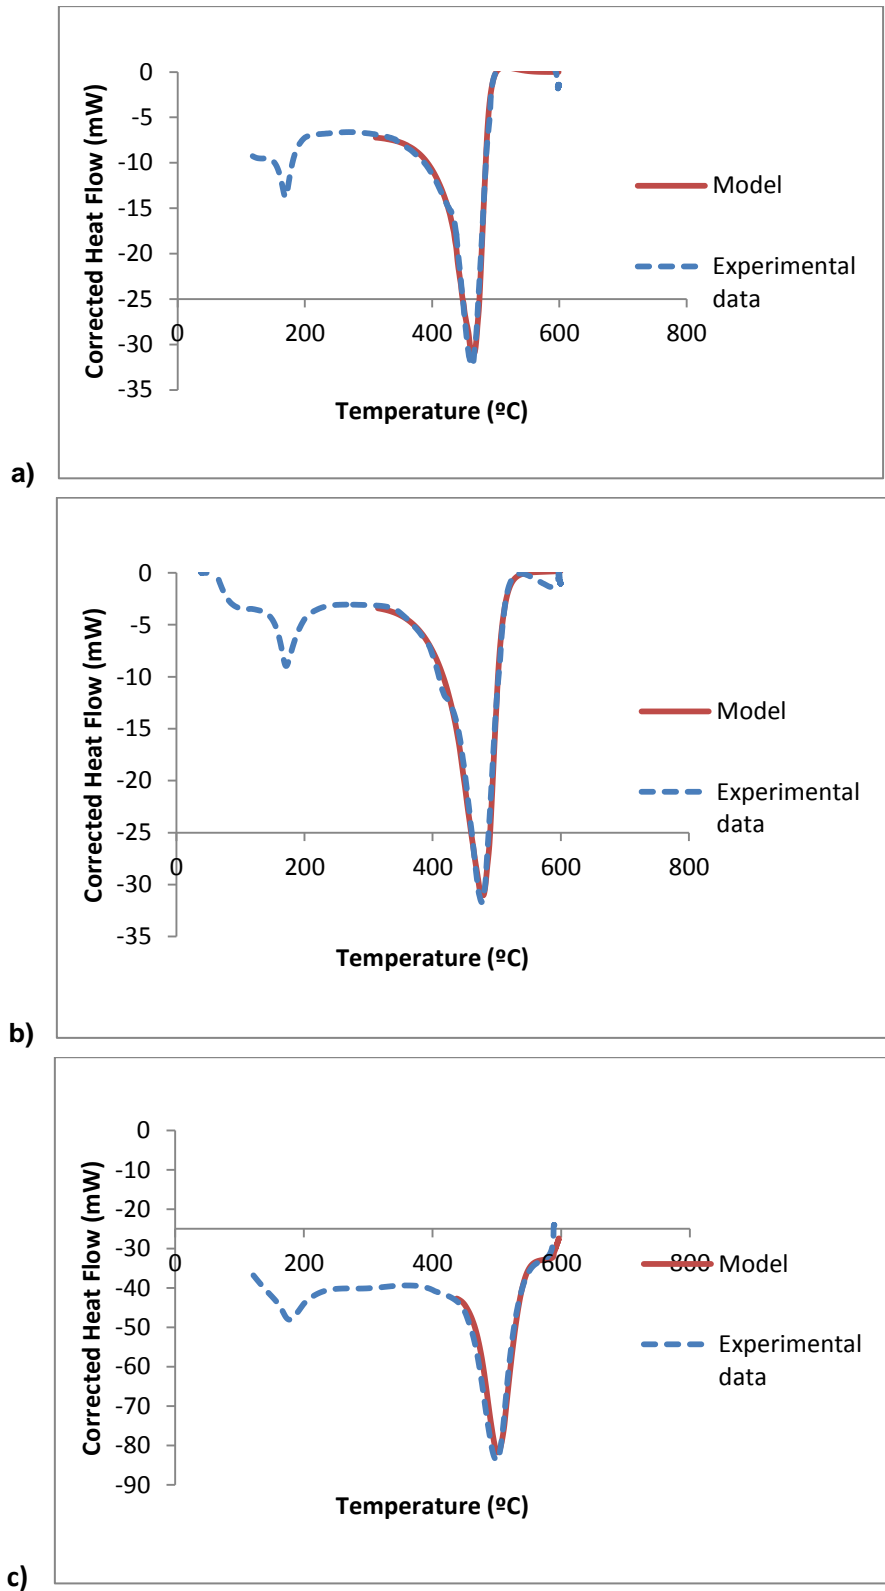 0
-5
-10
-15
-20
-25
-30
-35
0 200 400 600 800
Corrected Heat Flow (mW)
Temperature (ºC)
Model
Experimental
data
a)
0
-5
-10
-15
-20
-25
-30
-35
0 200 400 600 800
Corrected Heat Flow (mW)
Temperature (ºC)
Model
Experimental
data
b)
0
-10
-20
-30
-40
-50
-60
-70
-80
-90
0 200 400 600 800
Corrected Heat Flow (mW)
Temperature (ºC)
Model
Experimental
data
c)